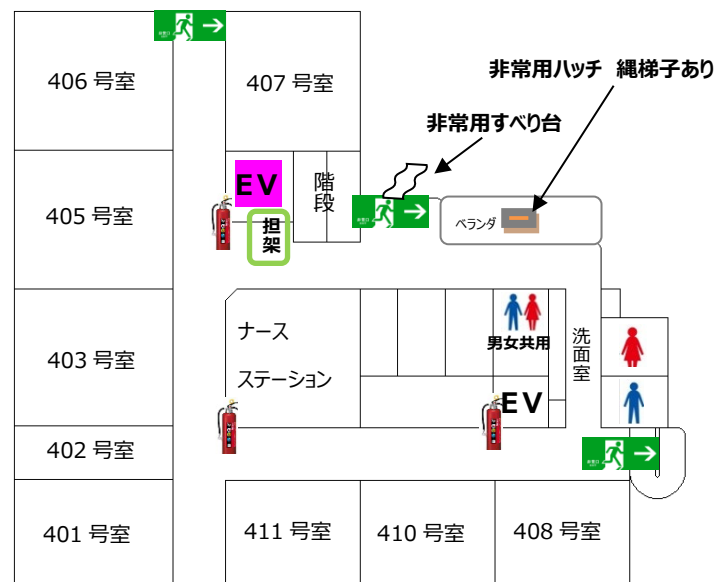 406 号室
407 号室
非常用ハッチ 縄梯子あり
非常用すべり台
405 号室
EV
階段
担架
ベランダ
403 号室
ナース
ステーション
男女共用
洗面室
EV
402 号室
401 号室
411 号室
410 号室
408 号室